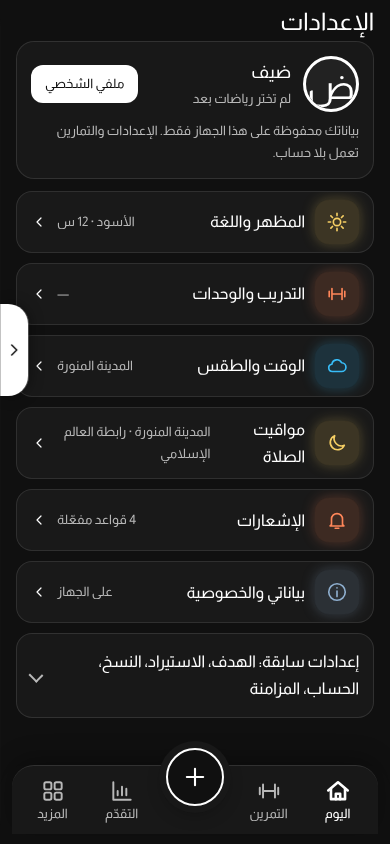 الإعدادات
ض
ضيف
لم تختر رياضات بعد
ملفي الشخصي
بياناتك محفوظة على هذا الجهاز فقط. الإعدادات والتمارين
تعمل بلا حساب.
المظهر واللغة
الأسود · 12 س
التدريب والوحدات
—
الوقت والطقس
المدينة المنورة
مواقيت
الصلاة
المدينة المنورة · رابطة العالم
الإسلامي
الإشعارات
4 قواعد مفعّلة
بياناتي والخصوصية
على الجهاز
إعدادات سابقة: الهدف، الاستيراد، النسخ،
الحساب، المزامنة
اليوم
التمرين
التقدّم
المزيد